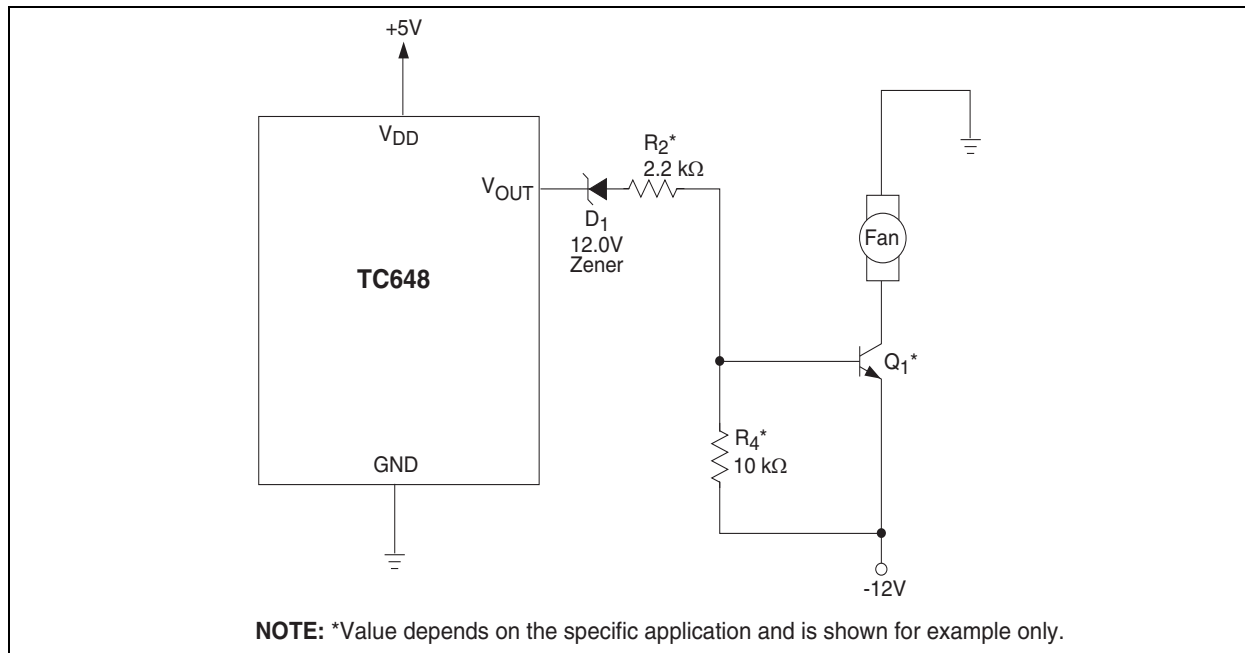 +5V
VDD
VOUT
TC648
GND
D1
12.0V
Zener
R2*
2.2 kΩ
Fan
Q1*
R4*
10 kΩ
-12V
NOTE: *Value depends on the specific application and is shown for example only.